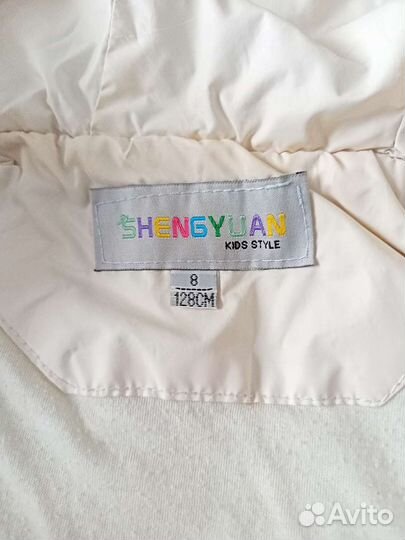 SHENGYUAN
KIDS STYLE
8
128CM
Avito